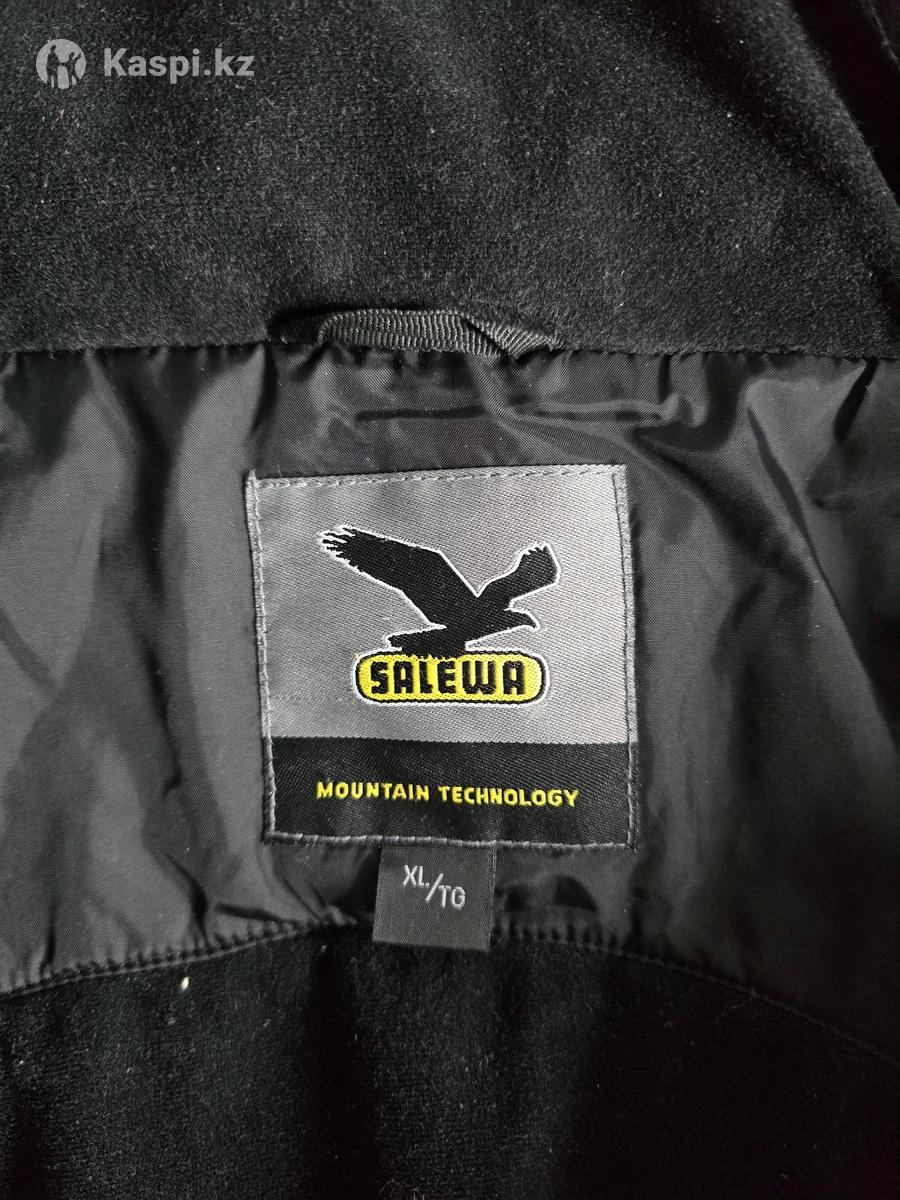 Kaspi.kz
SALEWA
MOUNTAIN TECHNOLOGY
XL/TG